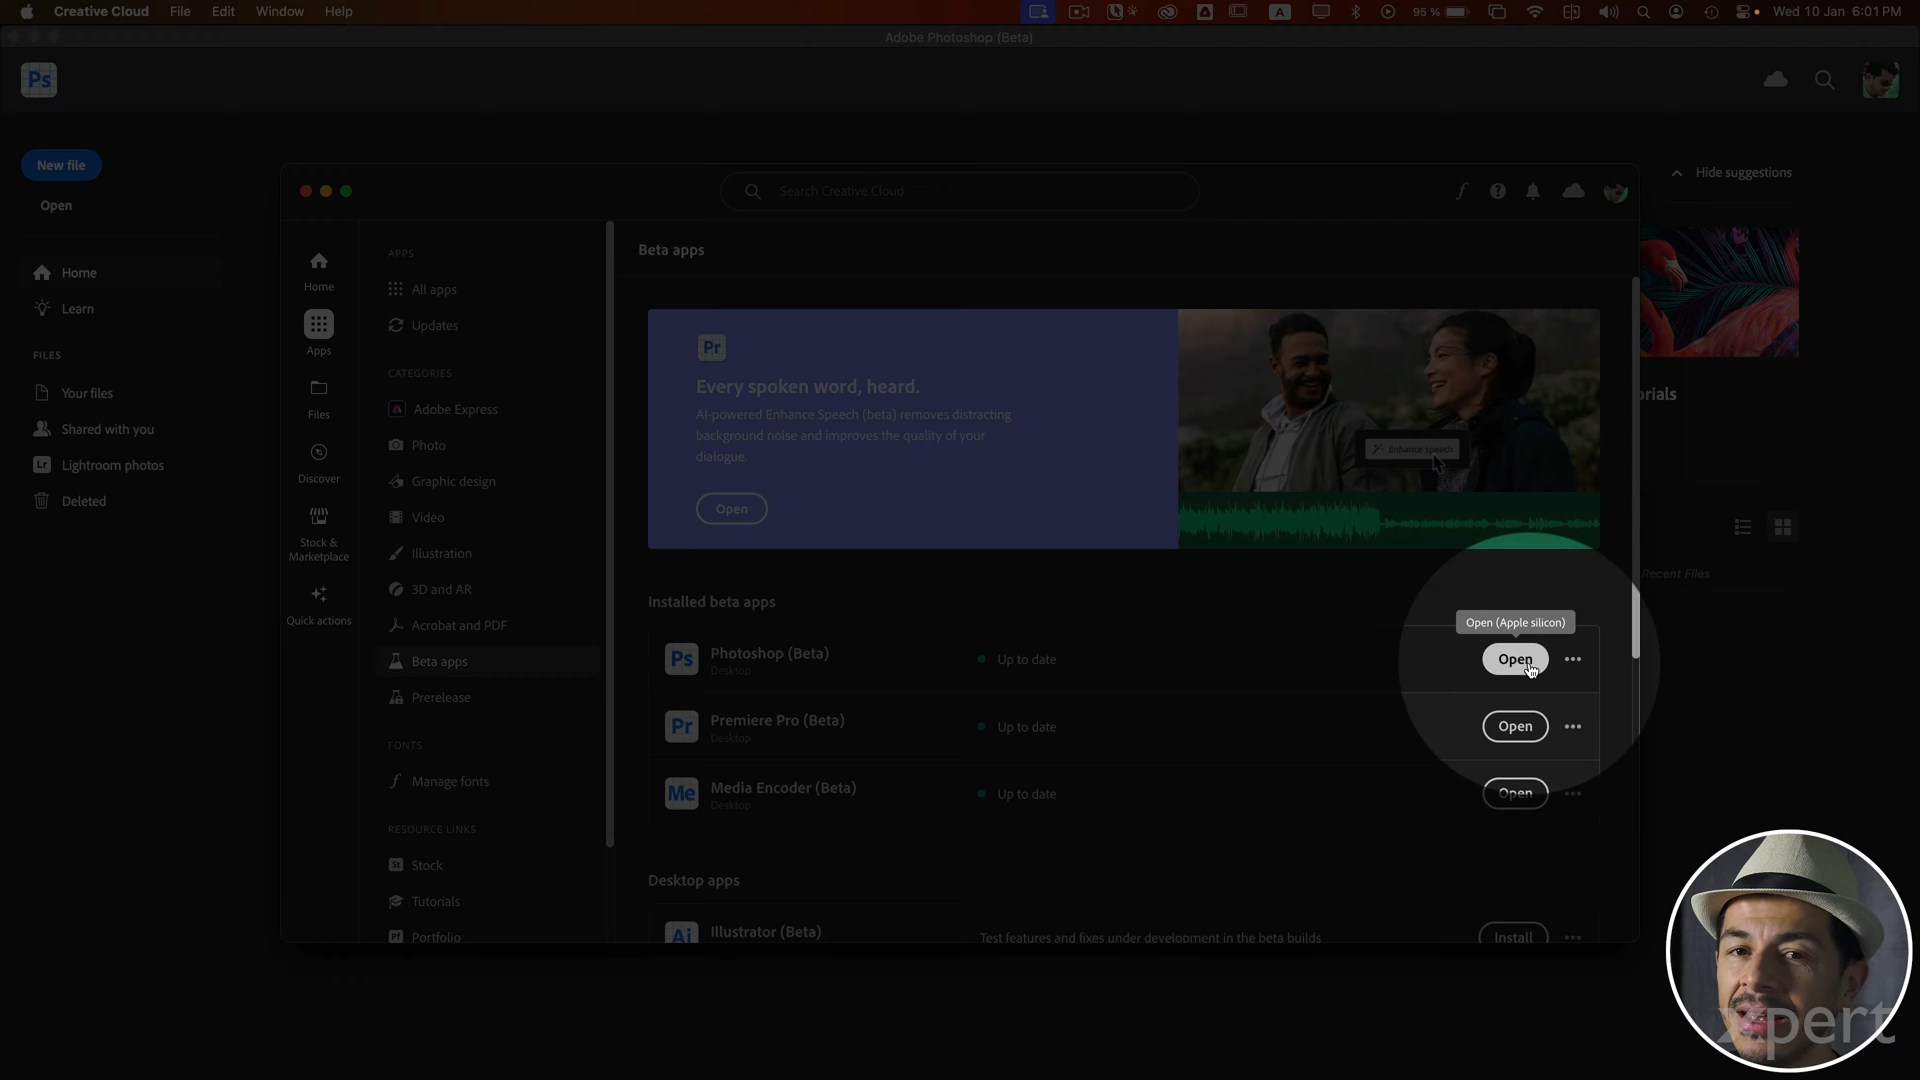 Creative Cloud File Edit Window Help
A
95 %
Wed 10 Jan 6:01 PM
Adobe Photoshop (Beta)
Ps
New file
Open
Home
Learn
FILES
Your files
Shared with you
Lr Lightroom photos
Deleted
Hide suggestions
orials
Recent Files
Search Creative Cloud
Home
Apps
Files
Discover
Stock &
Marketplace
Quick actions
APPS
All apps
Updates
CATEGORIES
Adobe Express
Photo
Graphic design
Video
Illustration
3D and AR
Acrobat and PDF
Beta apps
Prerelease
FONTS
Manage fonts
RESOURCE LINKS
St Stock
Tutorials
Pf Portfolio
Beta apps
Pr
Every spoken word, heard.
AI-powered Enhance Speech (beta) removes distracting
background noise and improves the quality of your
dialogue.
Open
Enhance Speech
Installed beta apps
Open (Apple silicon)
Ps Photoshop (Beta)
Desktop
Up to date
Open
Pr Premiere Pro (Beta)
Desktop
Up to date
Open
Me Media Encoder (Beta)
Desktop
Up to date
Open
Desktop apps
Ai Illustrator (Beta)
Test features and fixes under development in the beta builds
Install
xpert